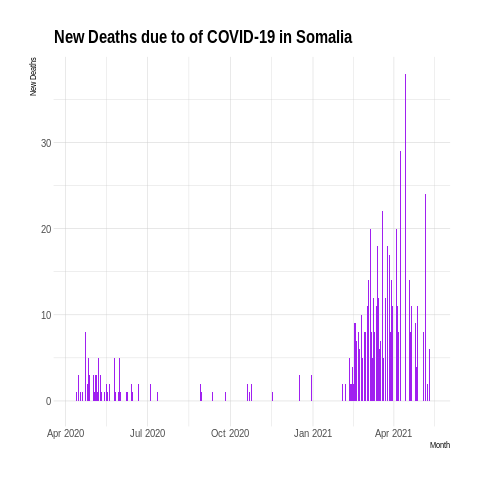 New Deaths due to of COVID-19 in Somalia
New Deaths
30
20
10
0
Apr 2020 Jul 2020 Oct 2020 Jan 2021 Apr 2021
Month